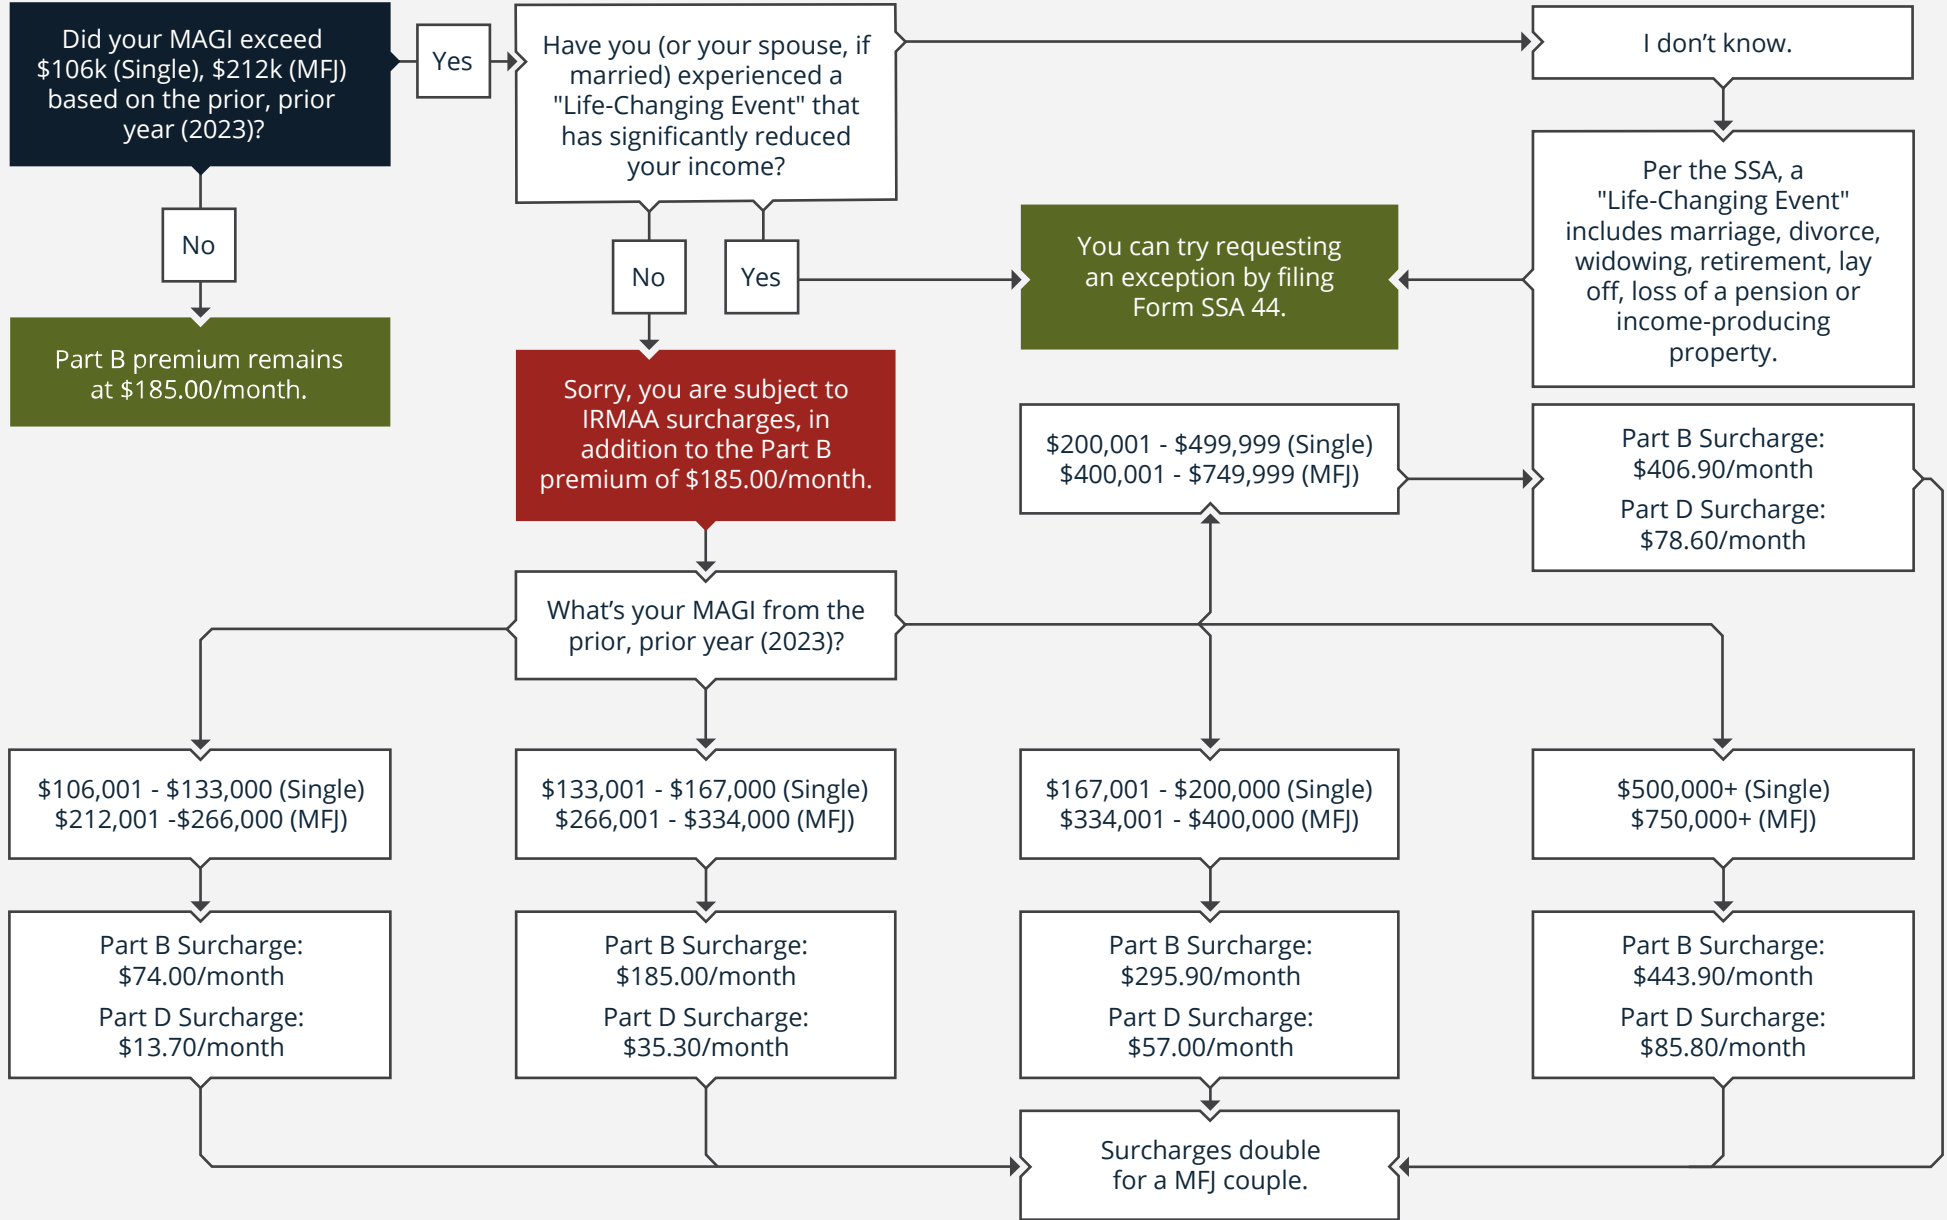 Did your MAGI exceed
$106k (Single), $212k (MFJ)
based on the prior, prior
year (2023)?
Yes
Have you (or your spouse, if
married) experienced a
"Life-Changing Event" that
has significantly reduced
your income?
I don’t know.
Per the SSA, a
"Life-Changing Event"
includes marriage, divorce,
widowing, retirement, lay
off, loss of a pension or
income-producing
property.
No
No
Yes
You can try requesting
an exception by filing
Form SSA 44.
Part B premium remains
at $185.00/month.
Sorry, you are subject to
IRMAA surcharges, in
addition to the Part B
premium of $185.00/month.
$200,001 - $499,999 (Single)
$400,001 - $749,999 (MFJ)
Part B Surcharge:
$406.90/month
Part D Surcharge:
$78.60/month
What’s your MAGI from the
prior, prior year (2023)?
$106,001 - $133,000 (Single)
$212,001 -$266,000 (MFJ)
$133,001 - $167,000 (Single)
$266,001 - $334,000 (MFJ)
$167,001 - $200,000 (Single)
$334,001 - $400,000 (MFJ)
$500,000+ (Single)
$750,000+ (MFJ)
Part B Surcharge:
$74.00/month
Part D Surcharge:
$13.70/month
Part B Surcharge:
$185.00/month
Part D Surcharge:
$35.30/month
Part B Surcharge:
$295.90/month
Part D Surcharge:
$57.00/month
Part B Surcharge:
$443.90/month
Part D Surcharge:
$85.80/month
Surcharges double
for a MFJ couple.